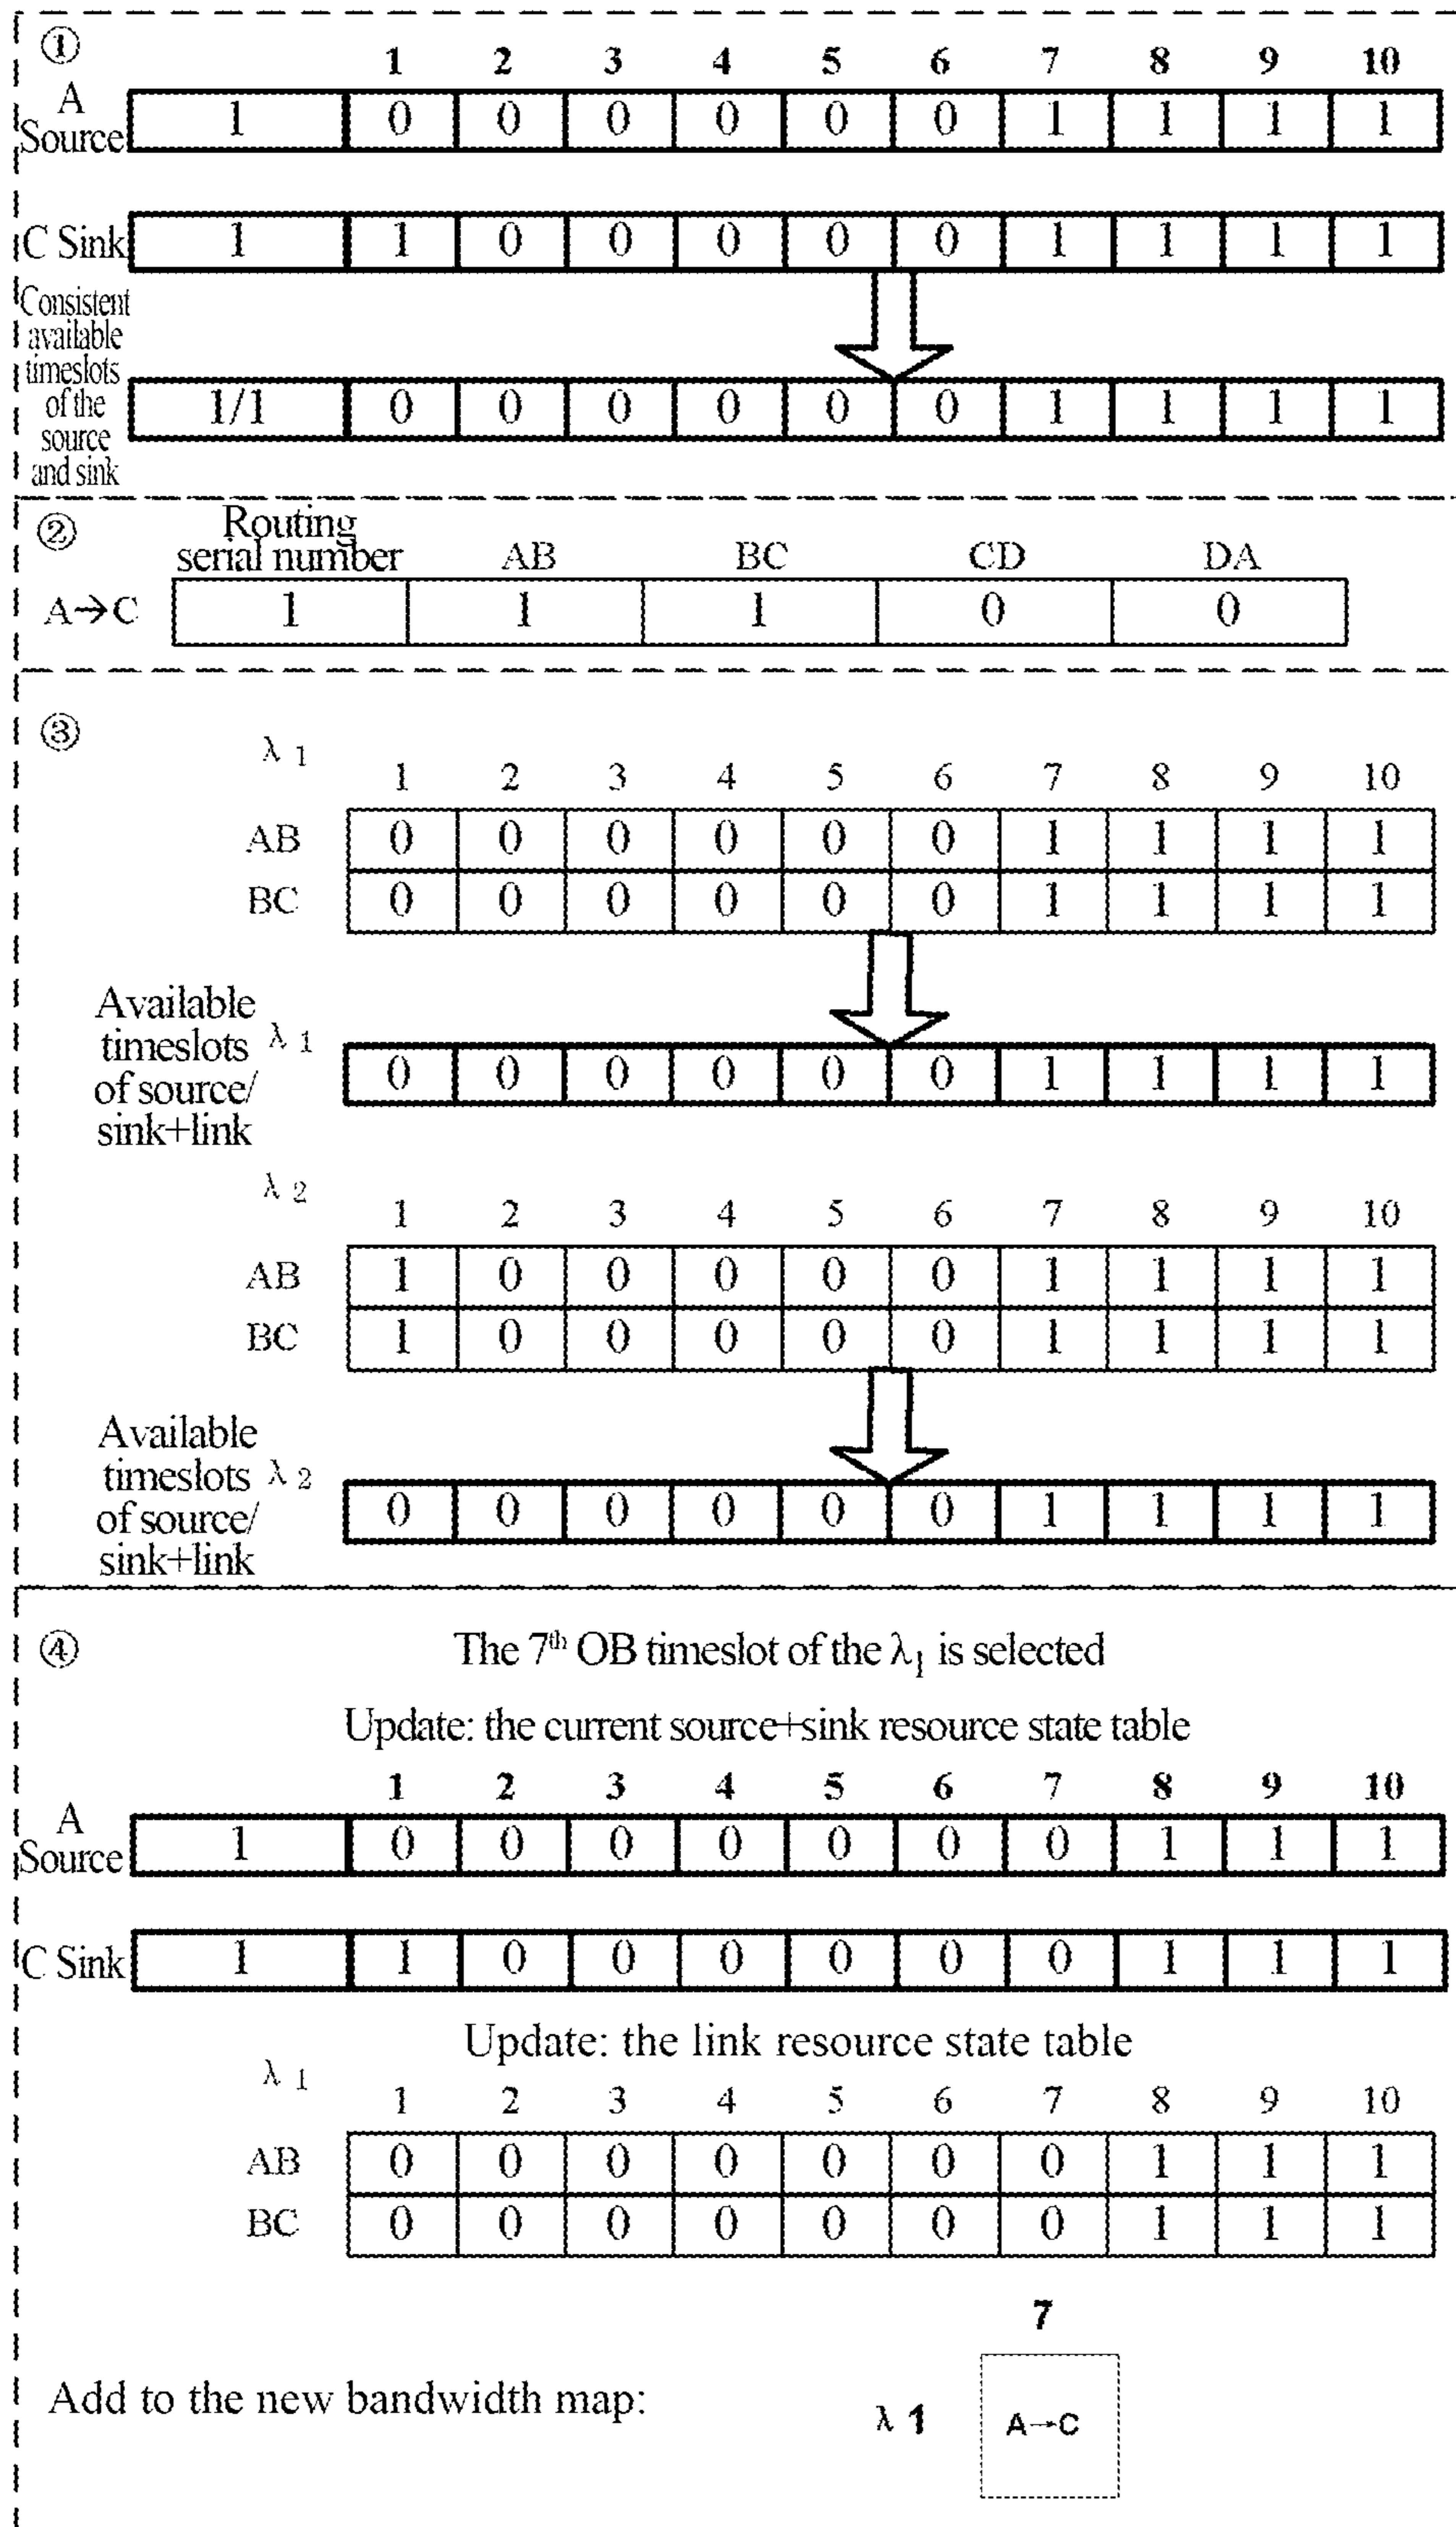 ①
1 2 3 4 5 6 7 8 9 10
A
Source
1 0 0 0 0 0 0 1 1 1 1
C Sink 1 1 0 0 0 0 0 1 1 1 1
Consistent
available
timeslots
of the
source
and sink
1/1 0 0 0 0 0 0 1 1 1 1
②
Routing
serial number AB BC CD DA
A→C 1 1 1 0 0
③
λ 1
1 2 3 4 5 6 7 8 9 10
AB 0 0 0 0 0 0 1 1 1 1
BC 0 0 0 0 0 0 1 1 1 1
Available
timeslots
of source/
sink+link
λ 1
0 0 0 0 0 0 1 1 1 1
λ 2
1 2 3 4 5 6 7 8 9 10
AB 1 0 0 0 0 0 1 1 1 1
BC 1 0 0 0 0 0 1 1 1 1
Available
timeslots
of source/
sink+link
λ 2
0 0 0 0 0 0 1 1 1 1
④
The 7th OB timeslot of the λ1 is selected
Update: the current source+sink resource state table
1 2 3 4 5 6 7 8 9 10
A
Source
1 0 0 0 0 0 0 0 1 1 1
C Sink 1 1 0 0 0 0 0 0 1 1 1
Update: the link resource state table
λ 1
1 2 3 4 5 6 7 8 9 10
AB 0 0 0 0 0 0 0 1 1 1
BC 0 0 0 0 0 0 0 1 1 1
7
Add to the new bandwidth map:
λ 1 A→C